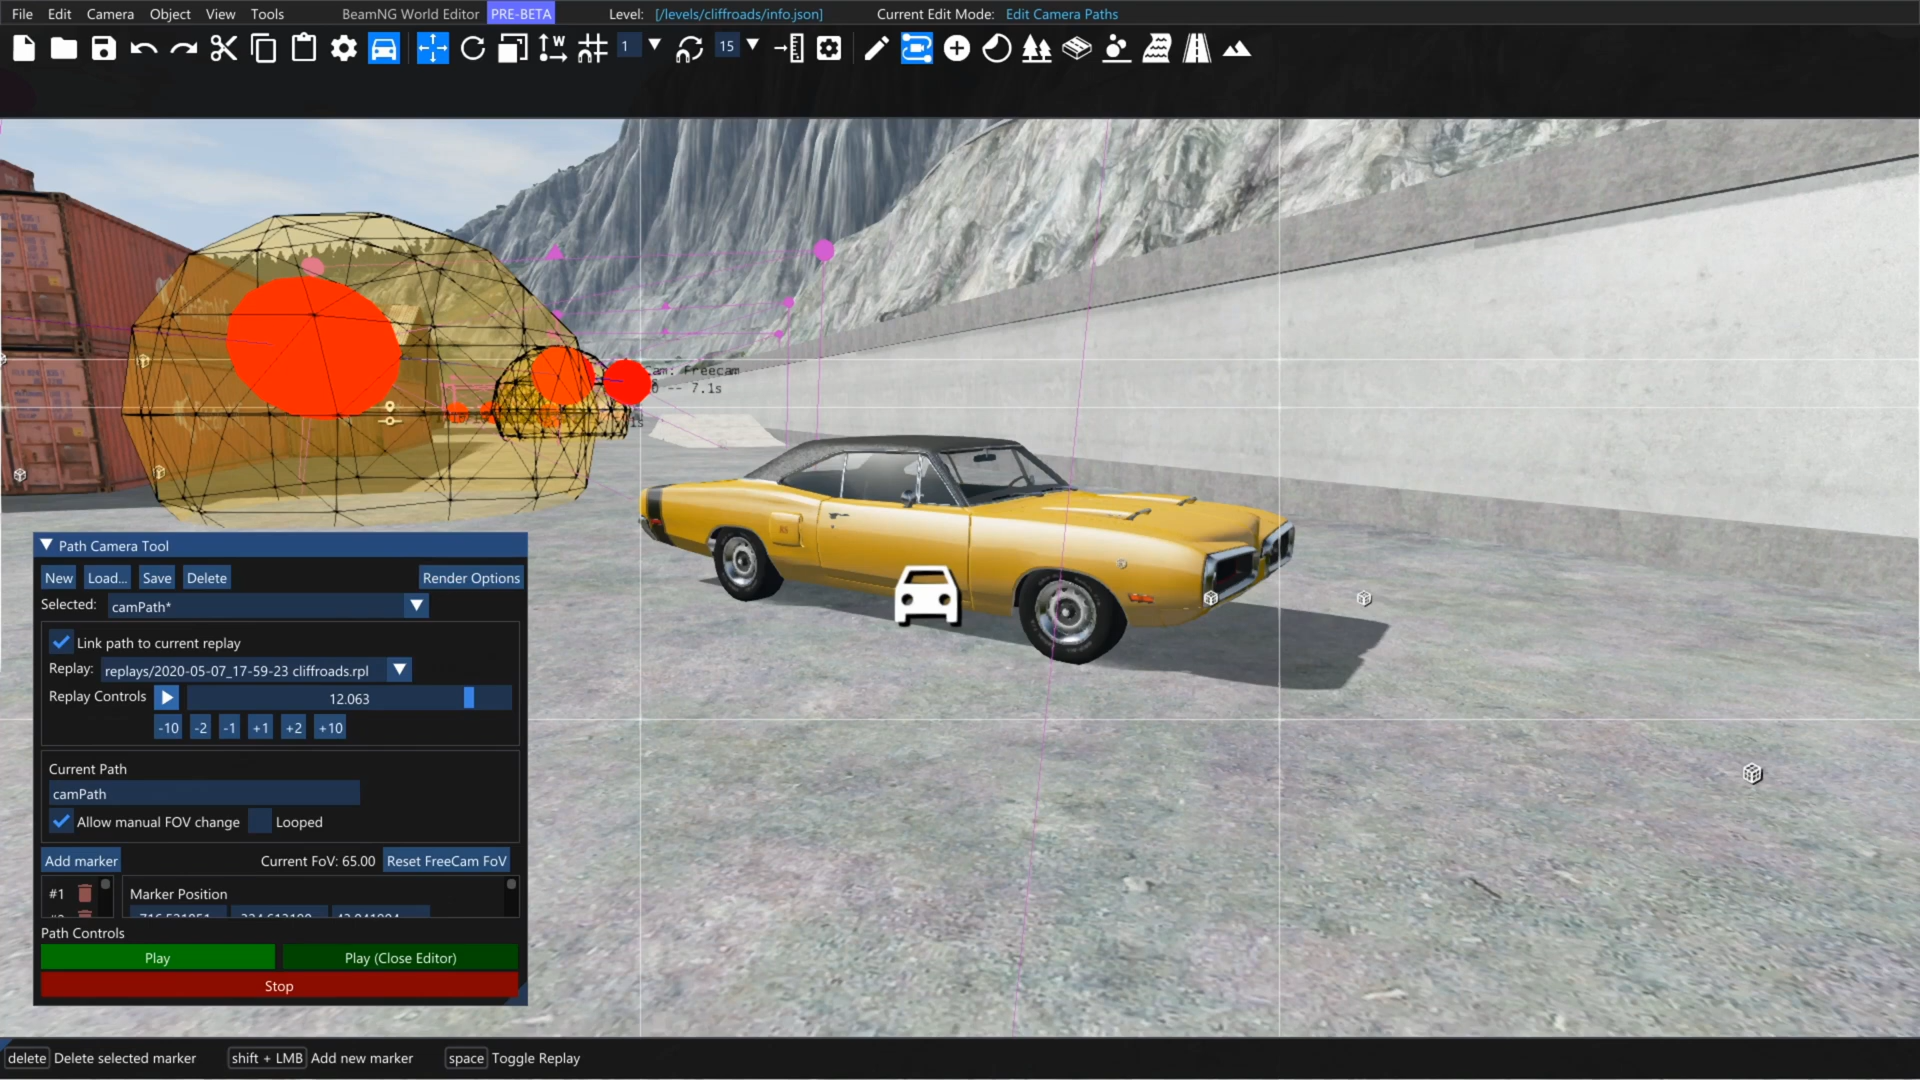 File Edit Camera Object View Tools BeamNG World Editor PRE-BETA Level: [/levels/cliffroads/info.json] Current Edit Mode: Edit Camera Paths
1 15 W
Cam: Freecam
0 -- 7.1s
Path Camera Tool
New Load... Save Delete Render Options
Selected: camPath*
Link path to current replay
Replay: replays/2020-05-07_17-59-23 cliffroads.rpl
Replay Controls 12.063
-10 -2 -1 +1 +2 +10
Current Path
camPath
Allow manual FOV change Looped
Add marker Current FoV: 65.00 Reset FreeCam FoV
#1 Marker Position
Path Controls
Play Play (Close Editor)
Stop
delete Delete selected marker shift + LMB Add new marker space Toggle Replay